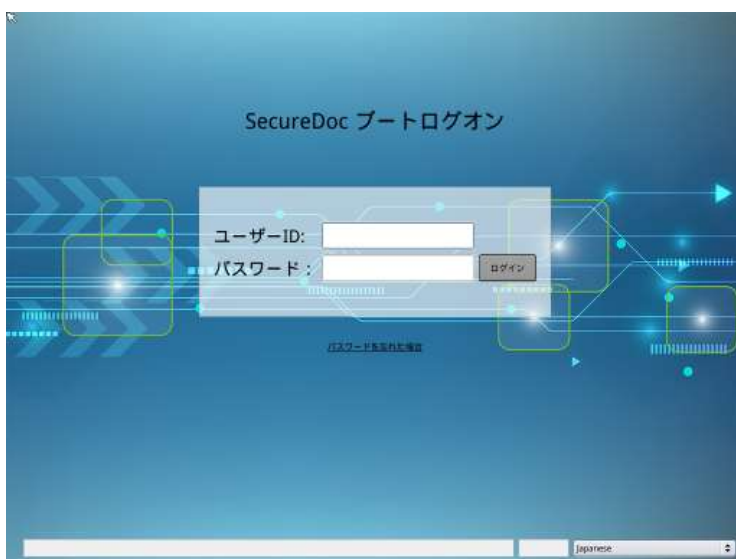 SecureDoc ブートログオン
ユーザーID:
パスワード :
ログイン
パスワードを忘れた場合
Japanese